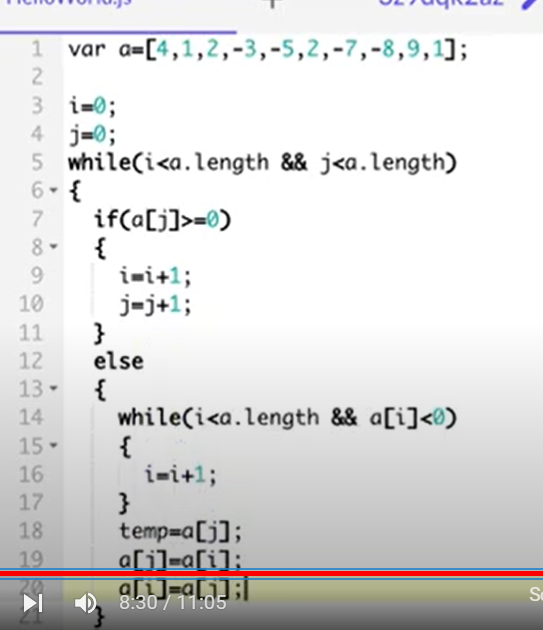 HelloWorld.js
1 var a=[4,1,2,-3,-5,2,-7,-8,9,1];
2
3 i=0;
4 j=0;
5 while(i<a.length && j<a.length)
6 {
7 if(a[j]>=0)
8 {
9 i=i+1;
10 j=j+1;
11 }
12 else
13 {
14 while(i<a.length && a[i]<0)
15 {
16 i=i+1;
17 }
18 temp=a[j];
19 a[j]=a[i];
20 a[i]=a[j];
8:30 / 11:05
21 }